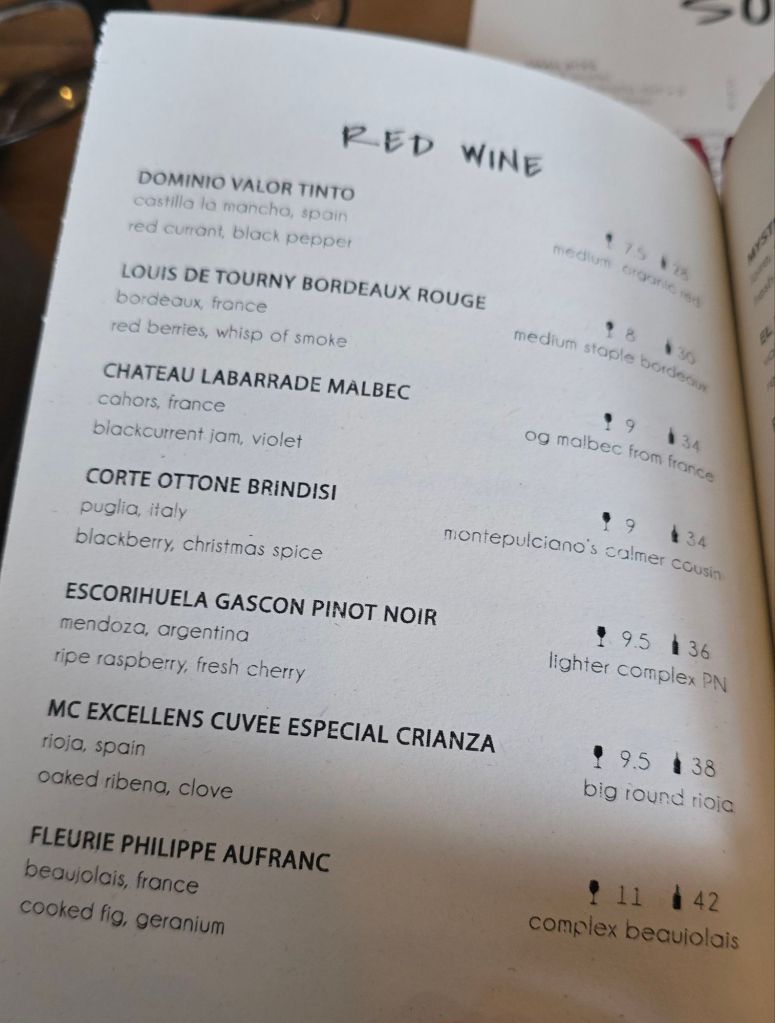 SO
RED WINE
DOMINIO VALOR TINTO
castilla la mancha, spain
7.5 28
red currant, black pepper
medium organic red
LOUIS DE TOURNY BORDEAUX ROUGE
bordeaux, france
8 30
red berries, whisp of smoke
medium staple bordeaux
CHATEAU LABARRADE MALBEC
cahors, france
9 34
blackcurrent jam, violet
og malbec from france
CORTE OTTONE BRINDISI
puglia, italy
9 34
blackberry, christmas spice
montepulciano's calmer cousin
ESCORIHUELA GASCON PINOT NOIR
mendoza, argentina
9.5 36
ripe raspberry, fresh cherry
lighter complex PN
MC EXCELLENS CUVEE ESPECIAL CRIANZA
rioja, spain
9.5 38
oaked ribena, clove
big round rioja
FLEURIE PHILIPPE AUFRANC
beaujolais, france
11 42
cooked fig, geranium
complex beaujolais
MYST
EL